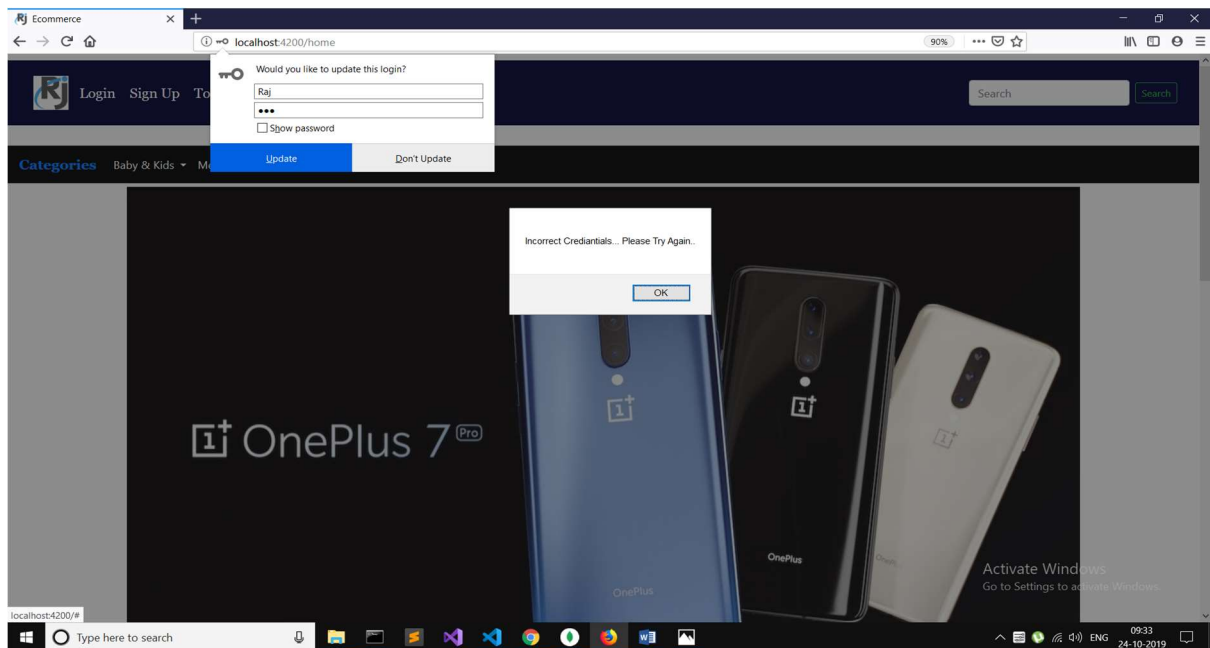 Rj Ecommerce
localhost:4200/home
90%
Would you like to update this login?
Raj
Show password
Update
Don't Update
Rj Login Sign Up To
Search
Search
Categories Baby & Kids
Incorrect Crediantials... Please Try Again..
OK
OnePlus 7 Pro
OnePlus
OnePlus
OnePlus
Activate Windows
Go to Settings to activate Windows.
localhost:4200/#
Type here to search
ENG
09:33
24-10-2019